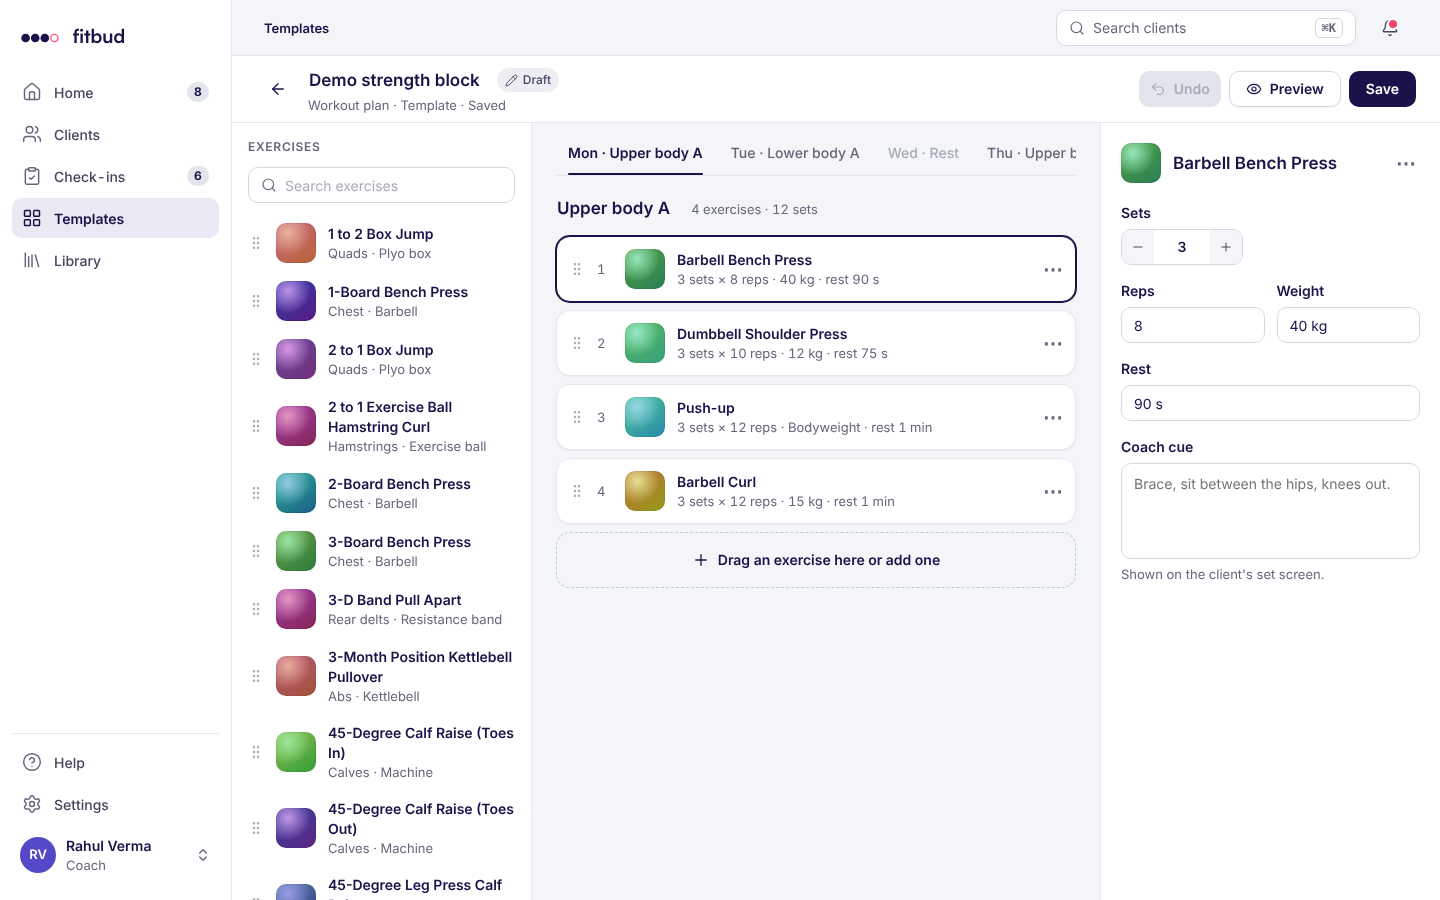 fitbud
Home 8
Clients
Check-ins 6
Templates
Library
Help
Settings
RV
Rahul Verma
Coach
Templates
Search clients ⌘K
Demo strength block Draft
Workout plan · Template · Saved
Undo
Preview
Save
EXERCISES
Search exercises
1 to 2 Box Jump
Quads · Plyo box
1-Board Bench Press
Chest · Barbell
2 to 1 Box Jump
Quads · Plyo box
2 to 1 Exercise Ball
Hamstring Curl
Hamstrings · Exercise ball
2-Board Bench Press
Chest · Barbell
3-Board Bench Press
Chest · Barbell
3-D Band Pull Apart
Rear delts · Resistance band
3-Month Position Kettlebell
Pullover
Abs · Kettlebell
45-Degree Calf Raise (Toes
In)
Calves · Machine
45-Degree Calf Raise (Toes
Out)
Calves · Machine
45-Degree Leg Press Calf
Mon · Upper body A
Tue · Lower body A
Wed · Rest
Thu · Upper b
Upper body A 4 exercises · 12 sets
1
Barbell Bench Press
3 sets × 8 reps · 40 kg · rest 90 s
2
Dumbbell Shoulder Press
3 sets × 10 reps · 12 kg · rest 75 s
3
Push-up
3 sets × 12 reps · Bodyweight · rest 1 min
4
Barbell Curl
3 sets × 12 reps · 15 kg · rest 1 min
Drag an exercise here or add one
Barbell Bench Press
Sets
3
Reps
8
Weight
40 kg
Rest
90 s
Coach cue
Brace, sit between the hips, knees out.
Shown on the client's set screen.